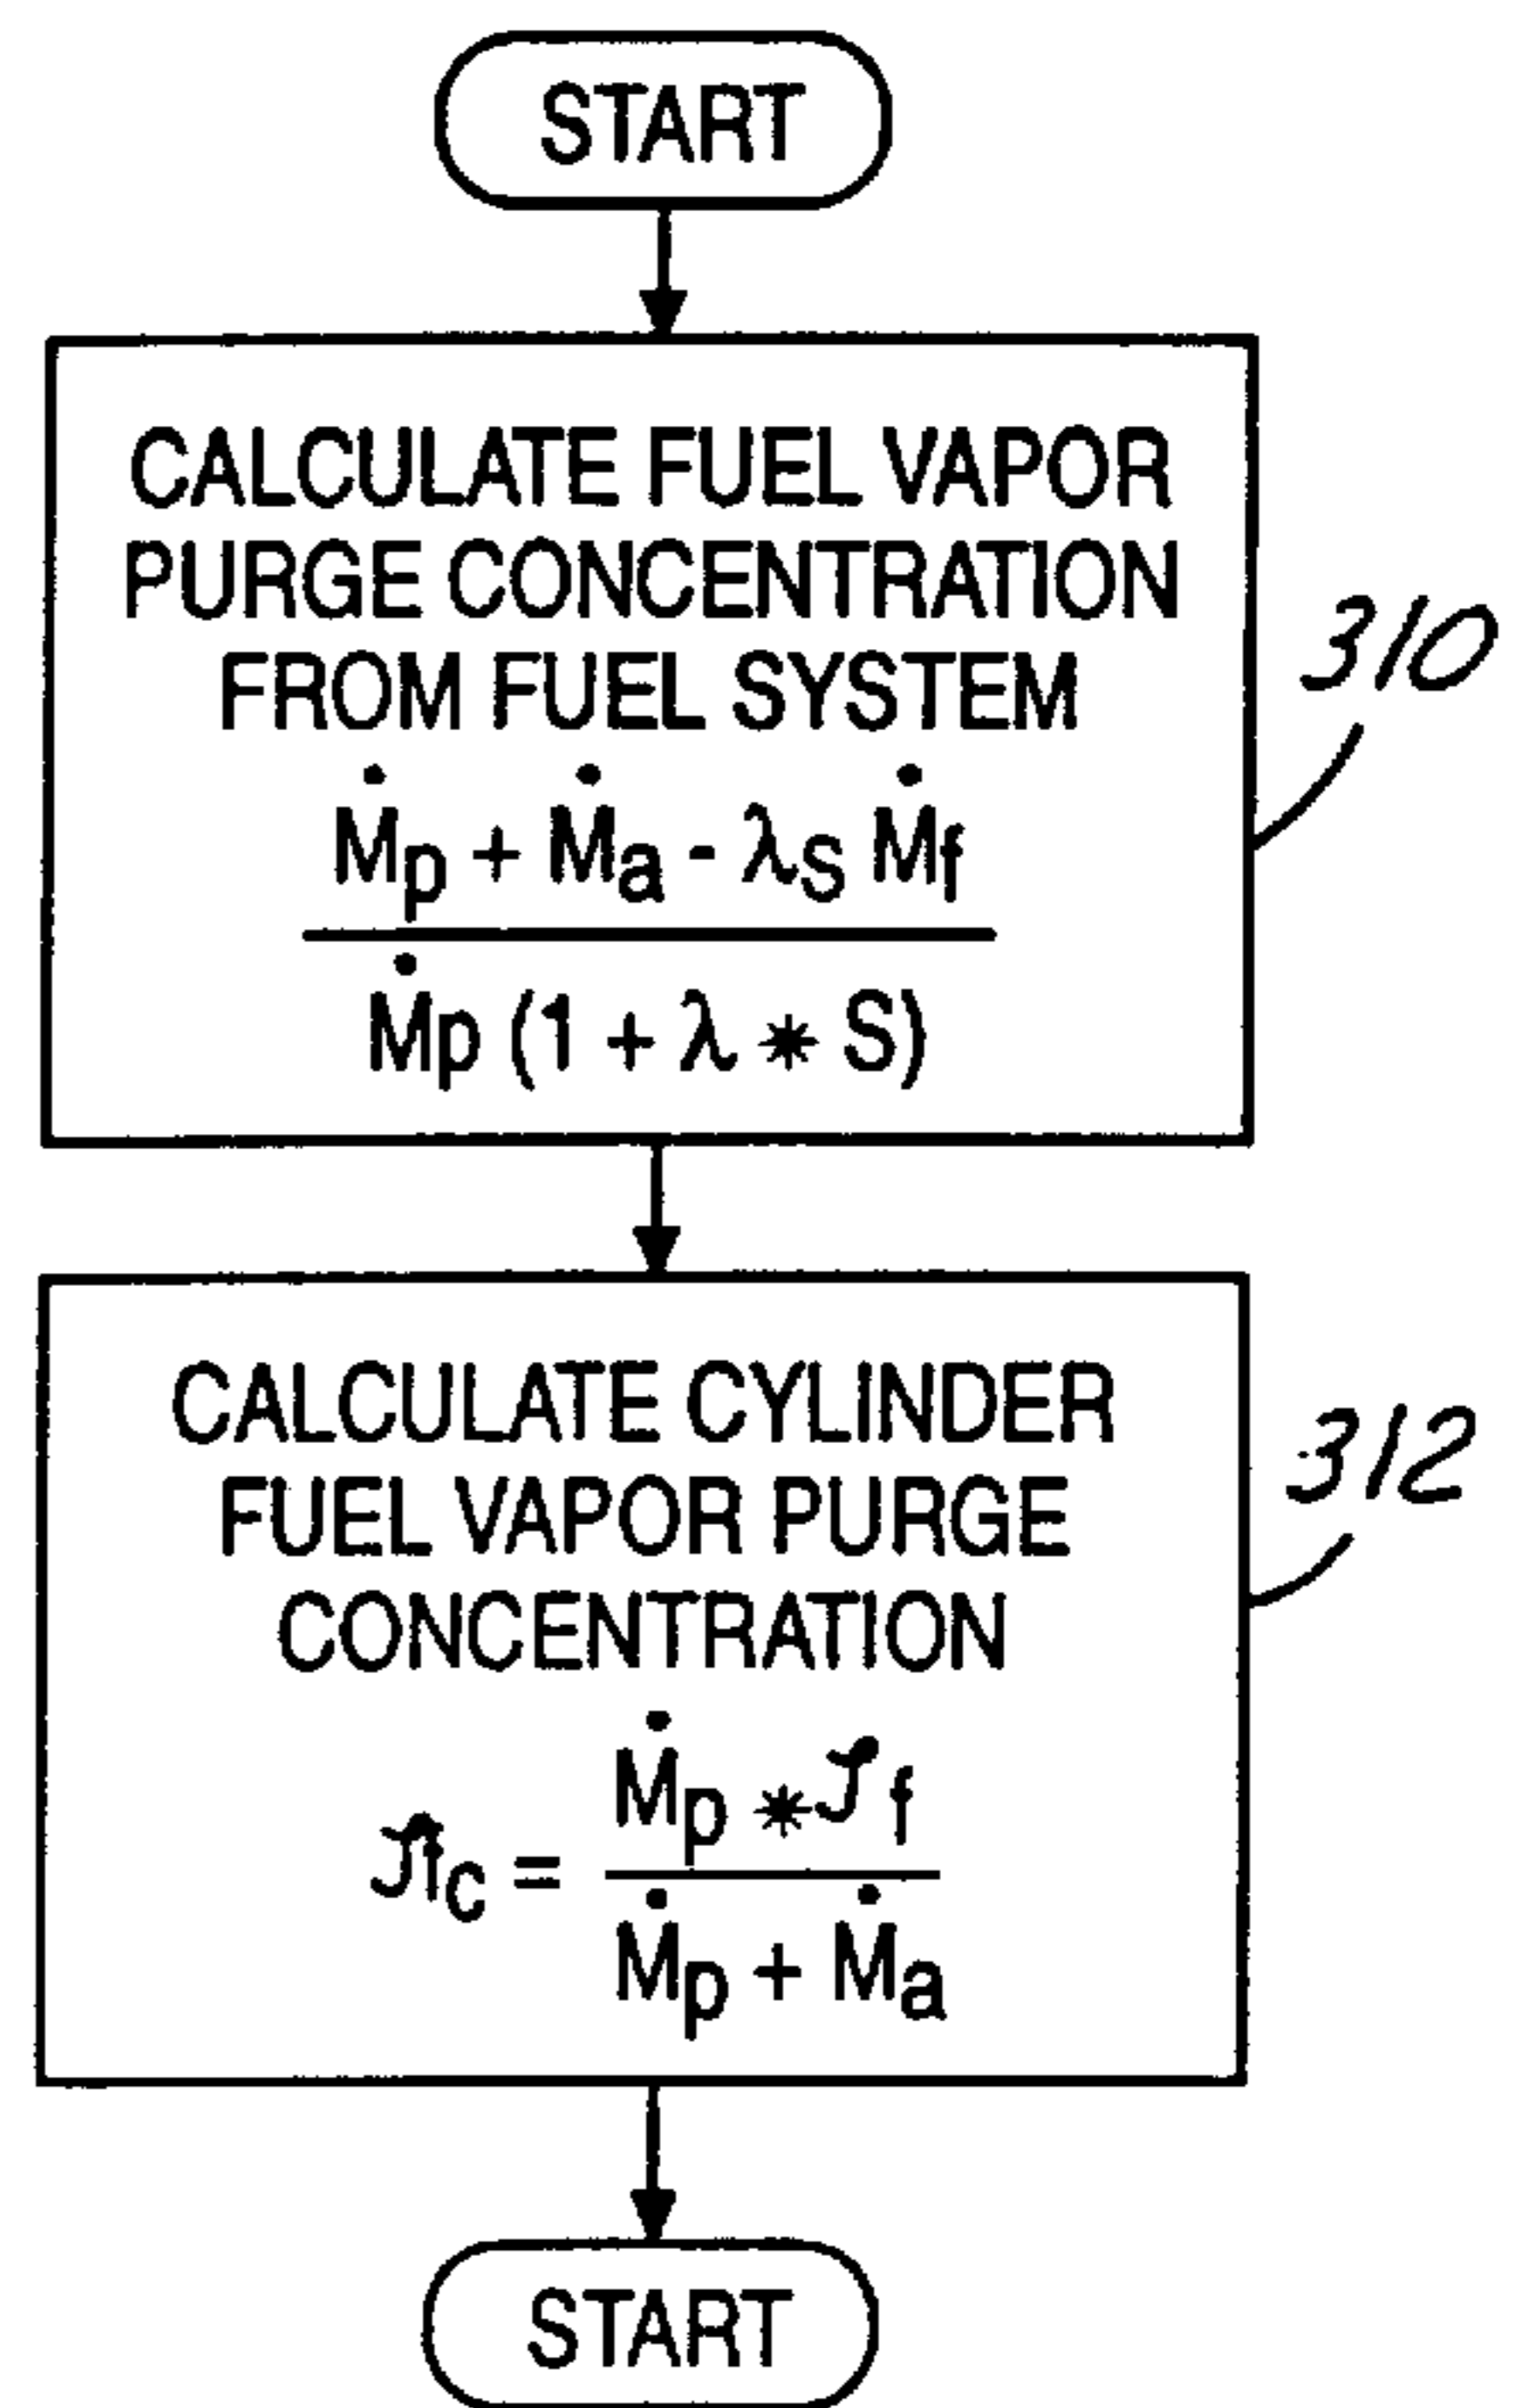 START
CALCULATE FUEL VAPOR
PURGE CONCENTRATION
FROM FUEL SYSTEM
Ṁp + Ṁa - λs Ṁf
Ṁp (1 + λ * S)
310
CALCULATE CYLINDER
FUEL VAPOR PURGE
CONCENTRATION
Ṁp * 𝒥f
𝒥fc =
Ṁp + Ṁa
312
START